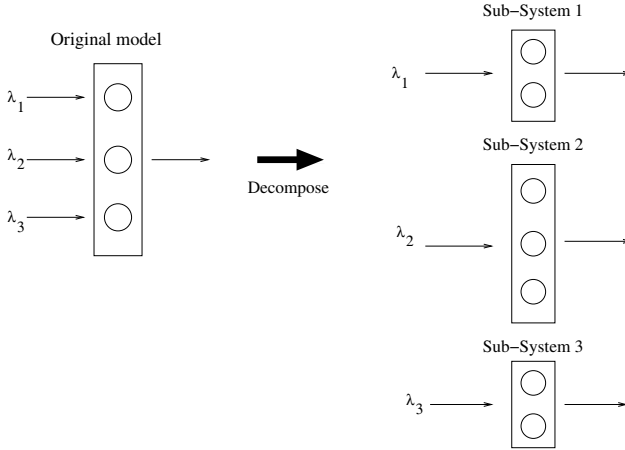 Original model
λ1
λ2
λ3
Decompose
Sub−System 1
λ1
Sub−System 2
λ2
Sub−System 3
λ3